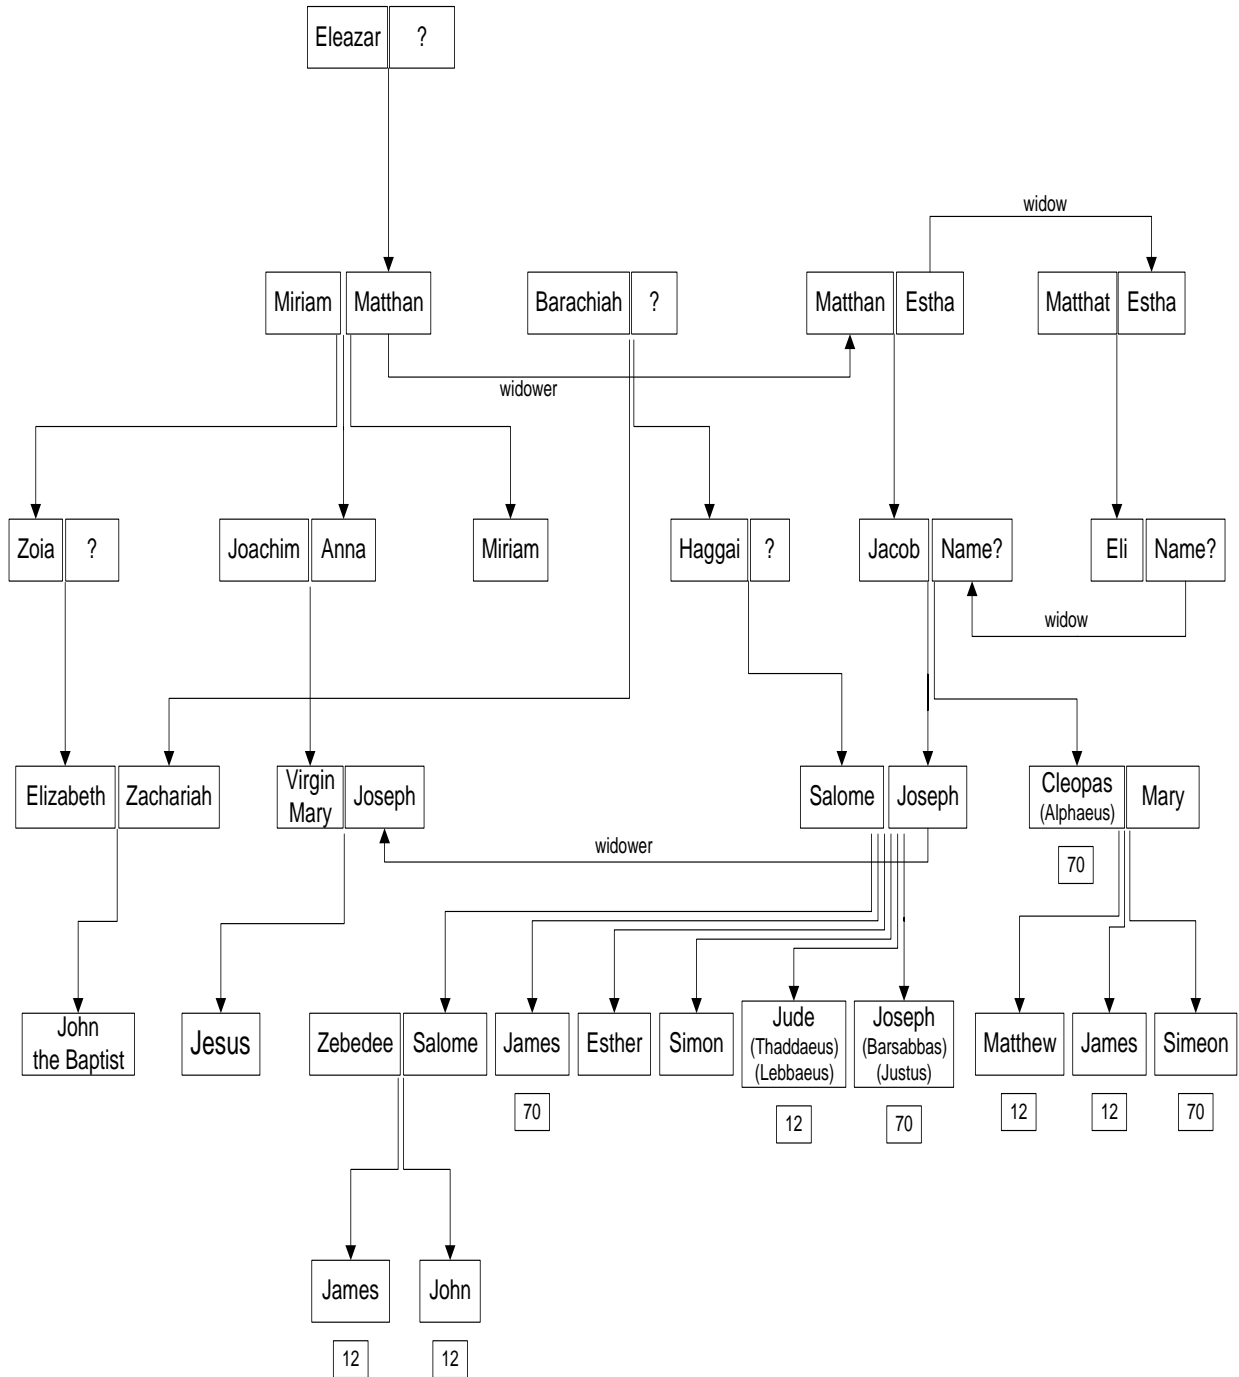 Eleazar ?
widow
Miriam Matthan Barachiah ? Matthan Estha Matthat Estha
widower
Zoia ? Joachim Anna Miriam Haggai ? Jacob Name? Eli Name?
widow
Elizabeth Zachariah Virgin Mary Joseph Salome Joseph Cleopas (Alphaeus) Mary
widower
70
John the Baptist Jesus Zebedee Salome James Esther Simon Jude (Thaddaeus) (Lebbaeus) Joseph (Barsabbas) (Justus) Matthew James Simeon
70 12 70 12 12 70
James John
12 12